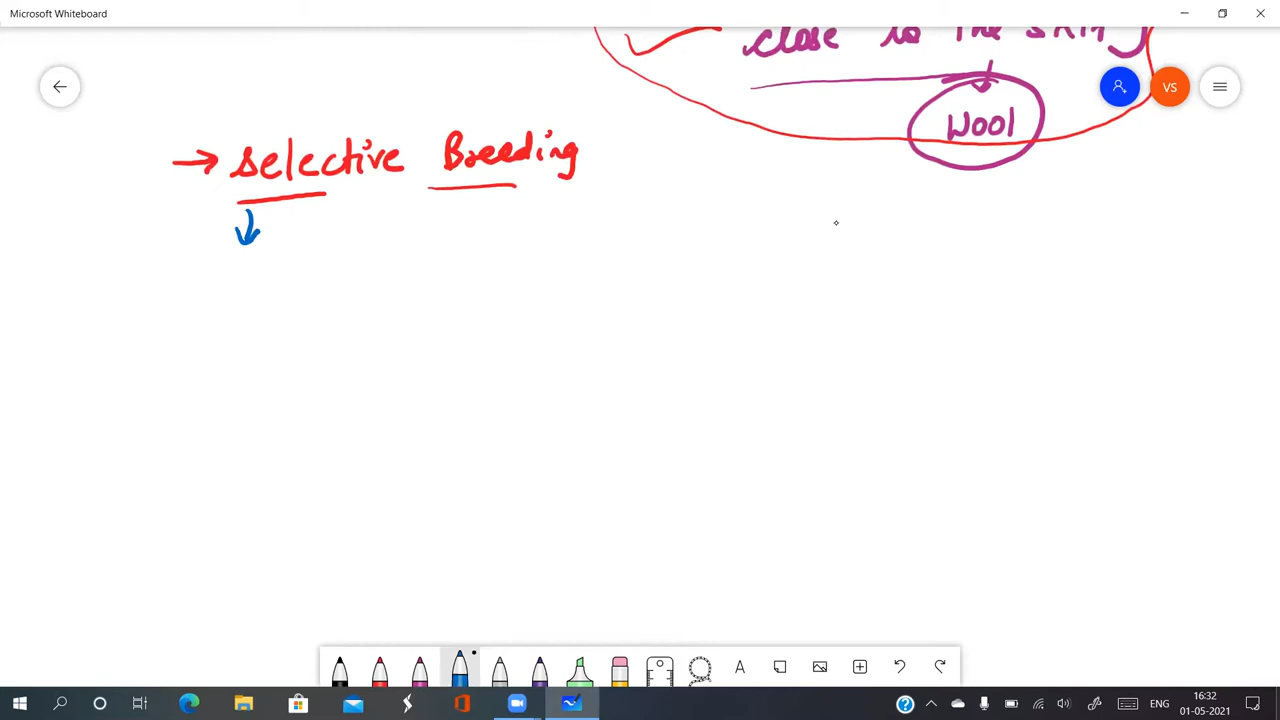 Microsoft Whiteboard
close to the skin
VS
Wool
→ selective Breeding
A
ENG
16:32
01-05-2021